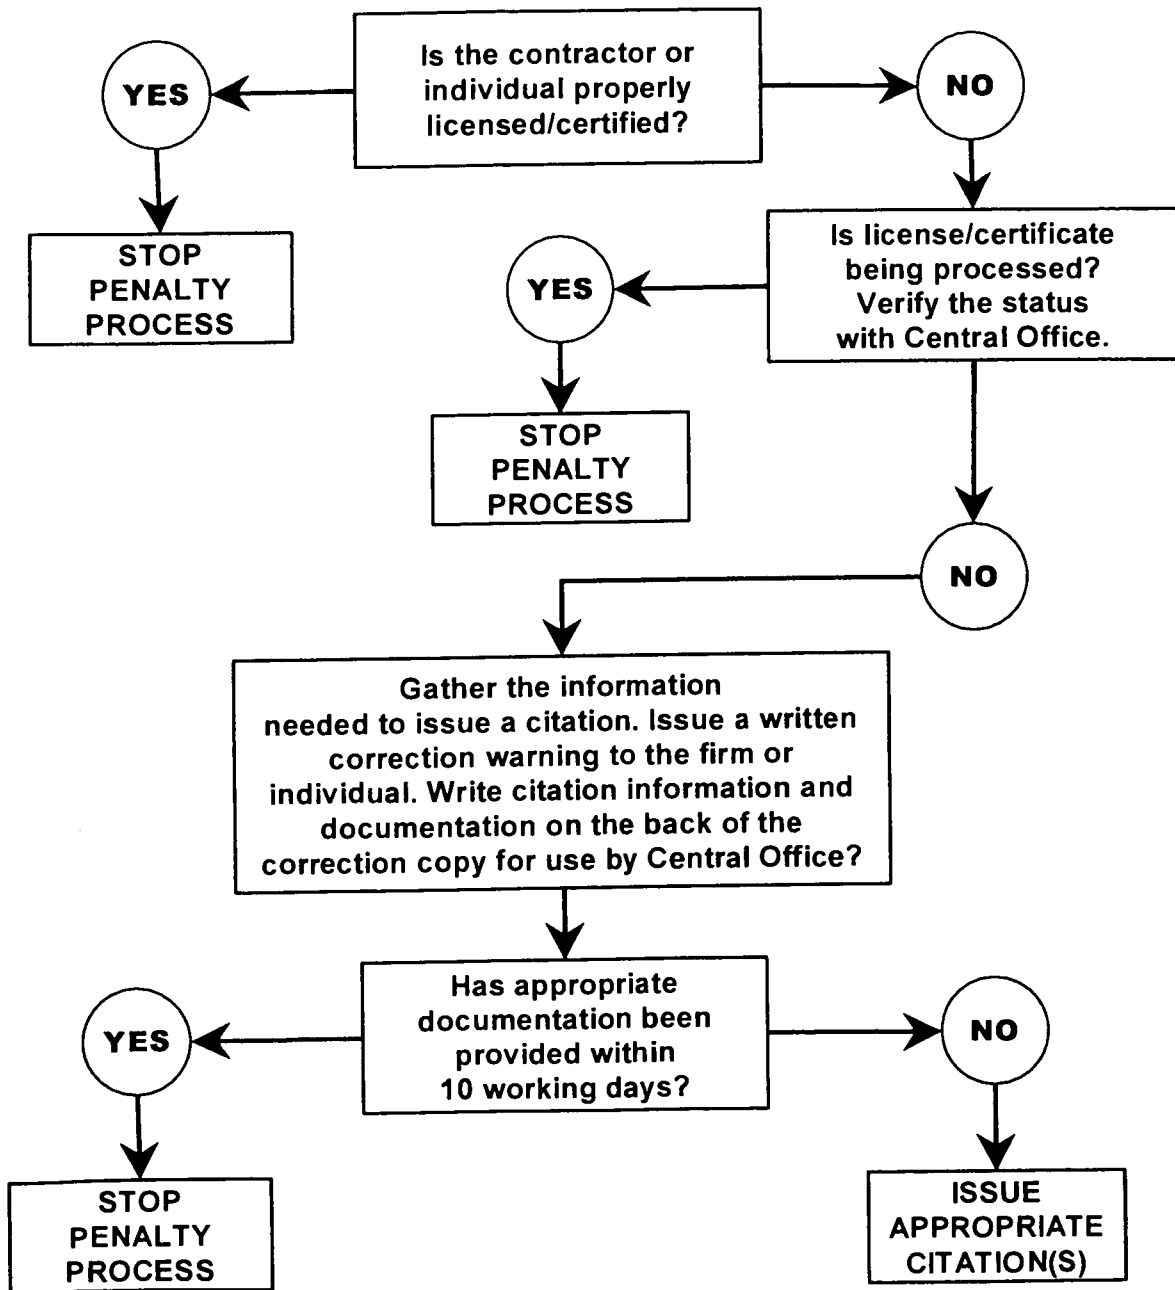 Is the contractor or
individual properly
licensed/certified?
YES
NO
STOP
PENALTY
PROCESS
Is license/certificate
being processed?
Verify the status
with Central Office.
YES
STOP
PENALTY
PROCESS
NO
Gather the information
needed to issue a citation. Issue a written
correction warning to the firm or
individual. Write citation information and
documentation on the back of the
correction copy for use by Central Office?
Has appropriate
documentation been
provided within
10 working days?
YES
NO
STOP
PENALTY
PROCESS
ISSUE
APPROPRIATE
CITATION(S)